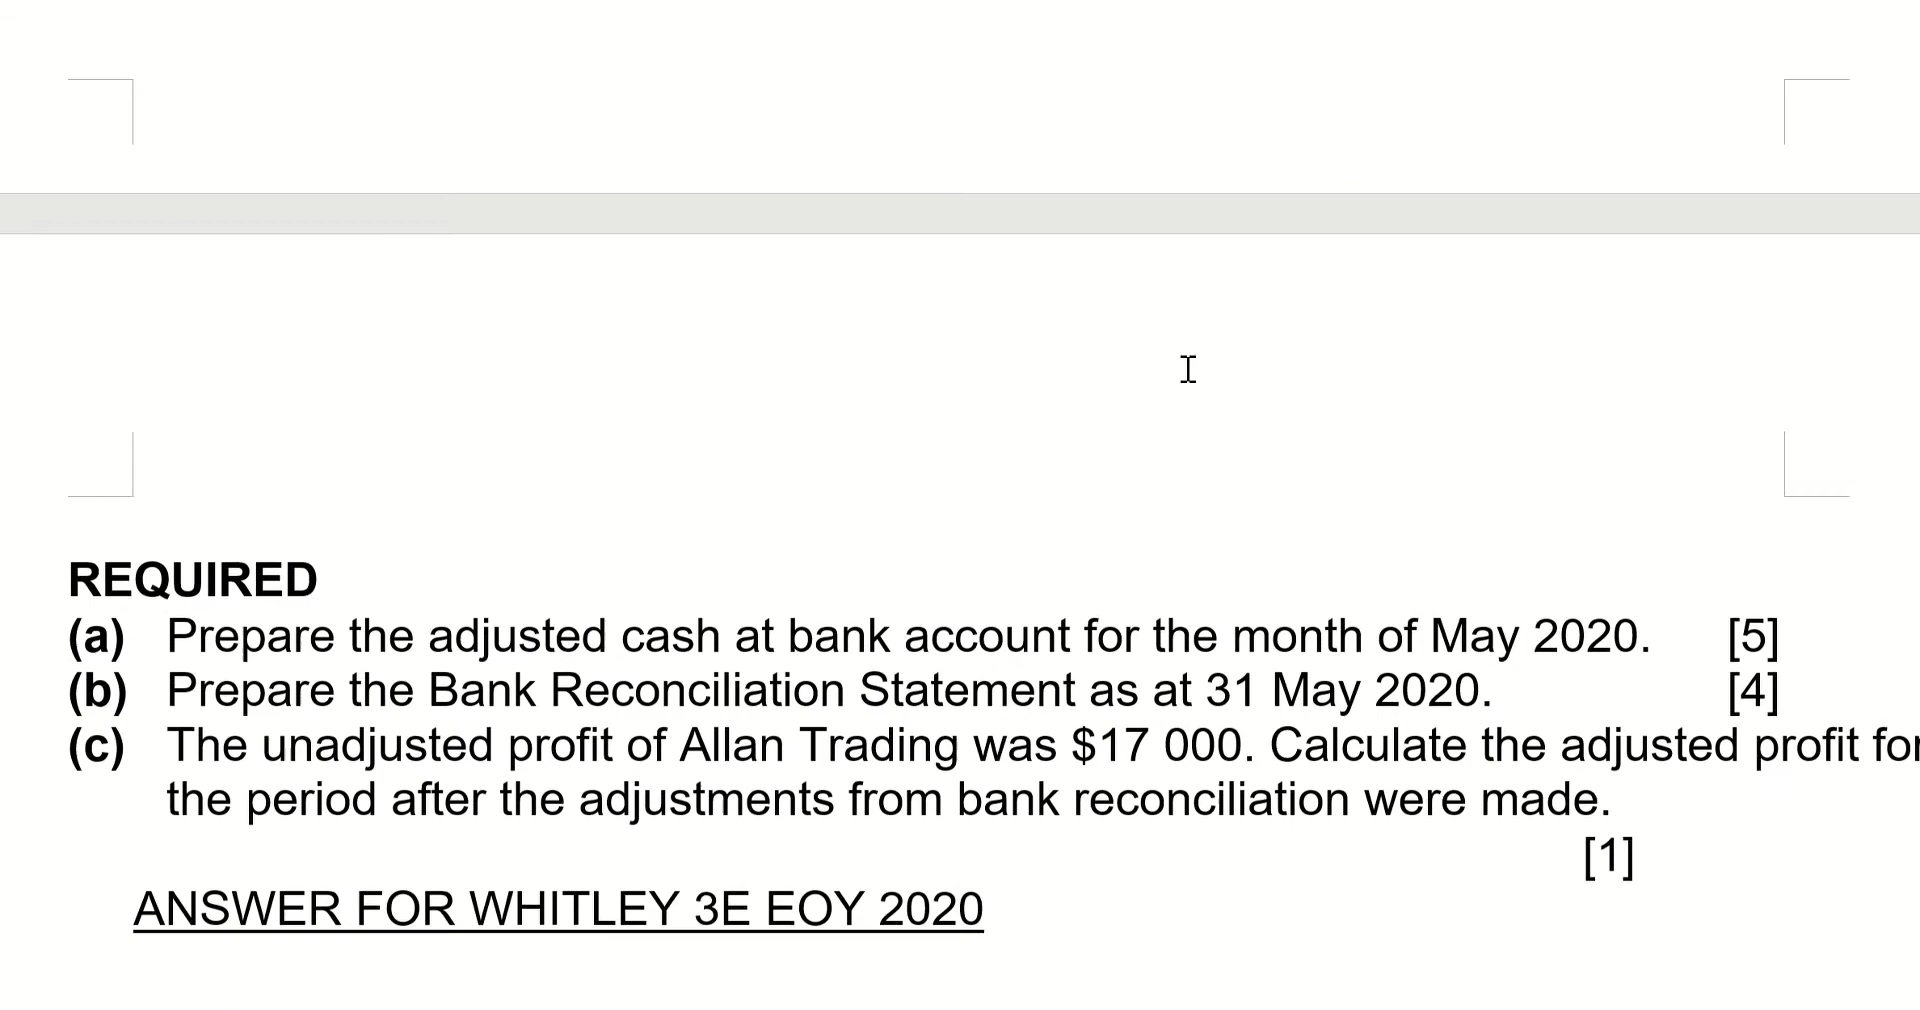 REQUIRED
(a) Prepare the adjusted cash at bank account for the month of May 2020. [5]
(b) Prepare the Bank Reconciliation Statement as at 31 May 2020. [4]
(c) The unadjusted profit of Allan Trading was $17 000. Calculate the adjusted profit for
the period after the adjustments from bank reconciliation were made.
[1]
ANSWER FOR WHITLEY 3E EOY 2020